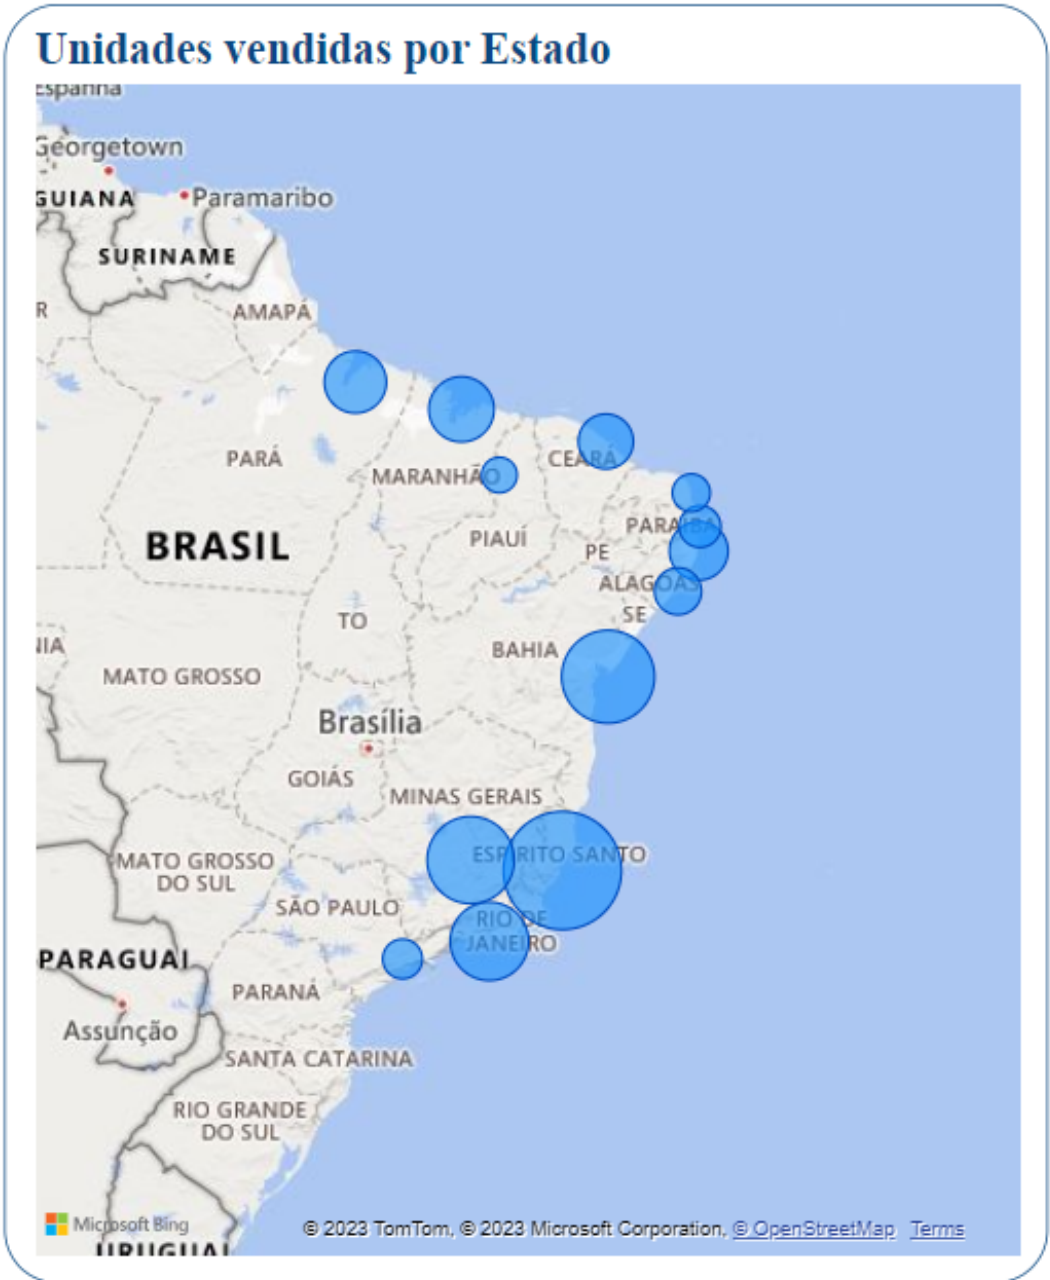 Unidades vendidas por Estado
Espanha
Georgetown
GUIANA
Paramaribo
SURINAME
R
AMAPÁ
PARÁ
MARANHÃO
CEARÁ
BRASIL
PIAUÍ
PARAÍBA
PE
ALAGOAS
SE
TO
NIA
BAHIA
MATO GROSSO
Brasília
GOIÁS
MINAS GERAIS
ESPÍRITO SANTO
MATO GROSSO
DO SUL
SÃO PAULO
RIO DE
JANEIRO
PARAGUAI
PARANÁ
Assunção
SANTA CATARINA
RIO GRANDE
DO SUL
Microsoft Bing
© 2023 TomTom, © 2023 Microsoft Corporation, © OpenStreetMap Terms
URUGUAI